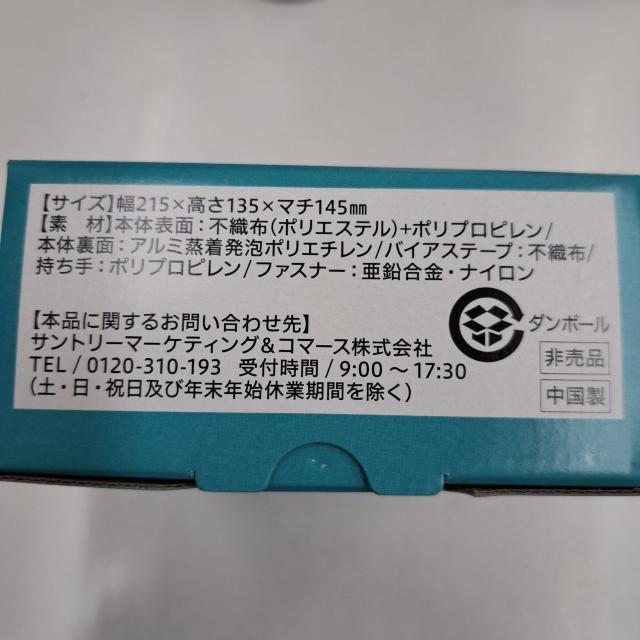 【サイズ】幅215×高さ135×マチ145㎜
【素　材】本体表面：不織布（ポリエステル）+ポリプロピレン/
本体裏面：アルミ蒸着発泡ポリエチレン/バイアステープ：不織布/
持ち手：ポリプロピレン/ファスナー：亜鉛合金・ナイロン
【本品に関するお問い合わせ先】
サントリーマーケティング&コマース株式会社
TEL / 0120-310-193　受付時間 / 9:00 〜 17:30
（土・日・祝日及び年末年始休業期間を除く）
ダンボール
非売品
中国製